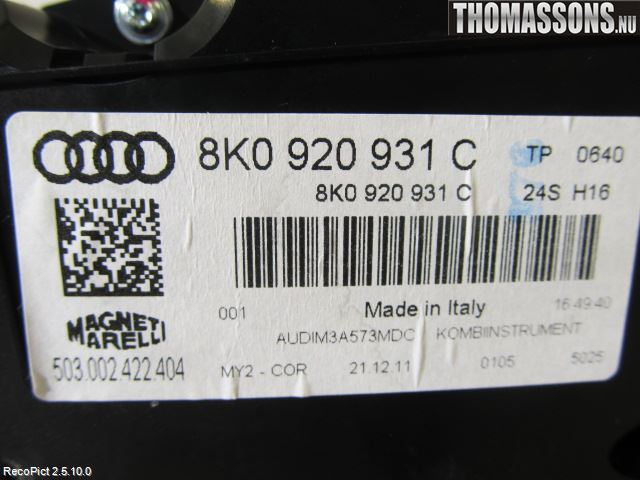 THOMASSONS.NU
8K0 920 931 C TP 0640
8K0 920 931 C 24S H16
001 Made in Italy 16:49:40
MAGNETI
MARELLI
AUDIM3A573MDC KOMBIINSTRUMENT
503.002.422.404
MY2 - COR 21.12.11 0105 5025
RecoPict 2.5.10.0